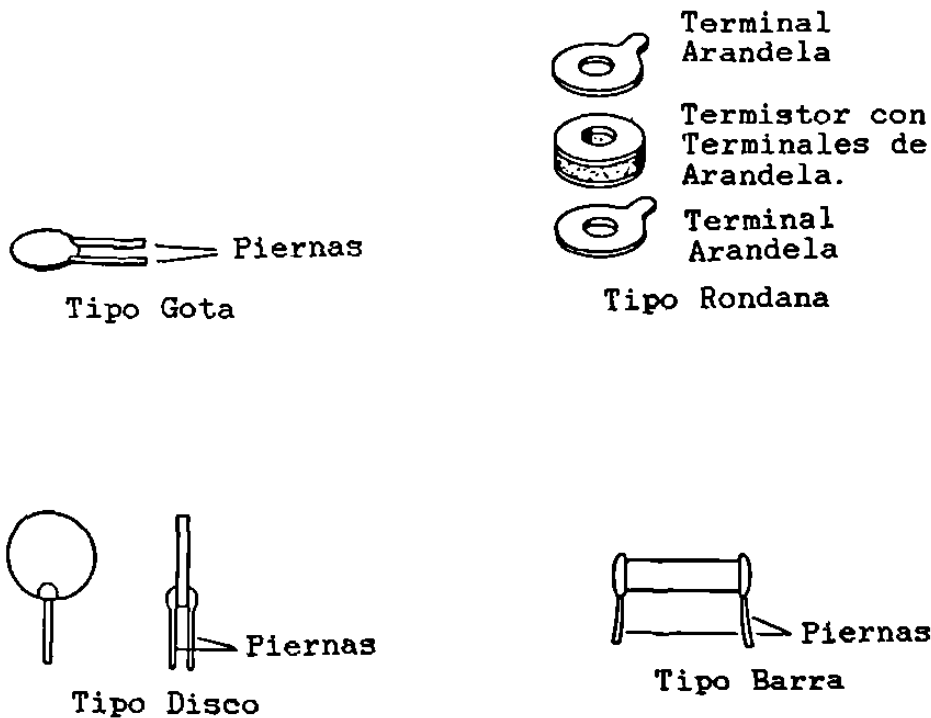 Terminal
Arandela
Termistor con
Terminales de
Arandela.
Terminal
Arandela
Piernas
Tipo Gota
Tipo Rondana
Piernas
Tipo Disco
Piernas
Tipo Barra